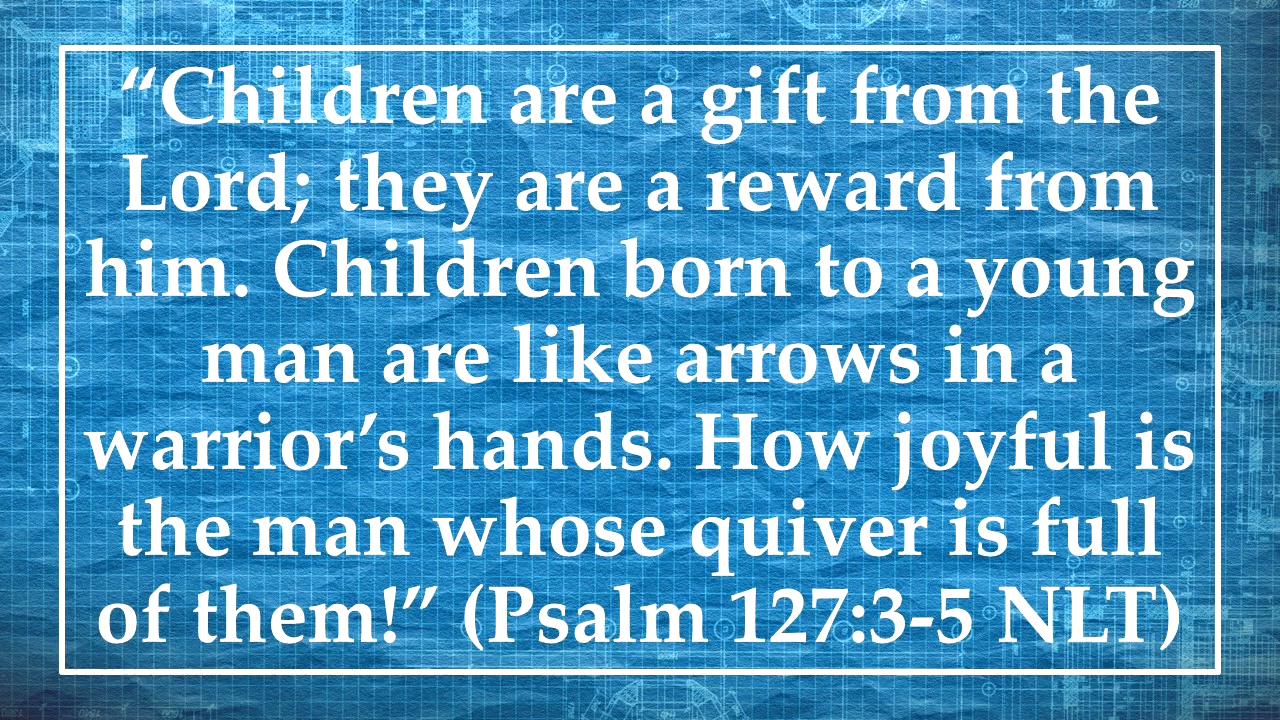 “Children are a gift from the
Lord; they are a reward from
him. Children born to a young
man are like arrows in a
warrior’s hands. How joyful is
the man whose quiver is full
of them!” (Psalm 127:3-5 NLT)